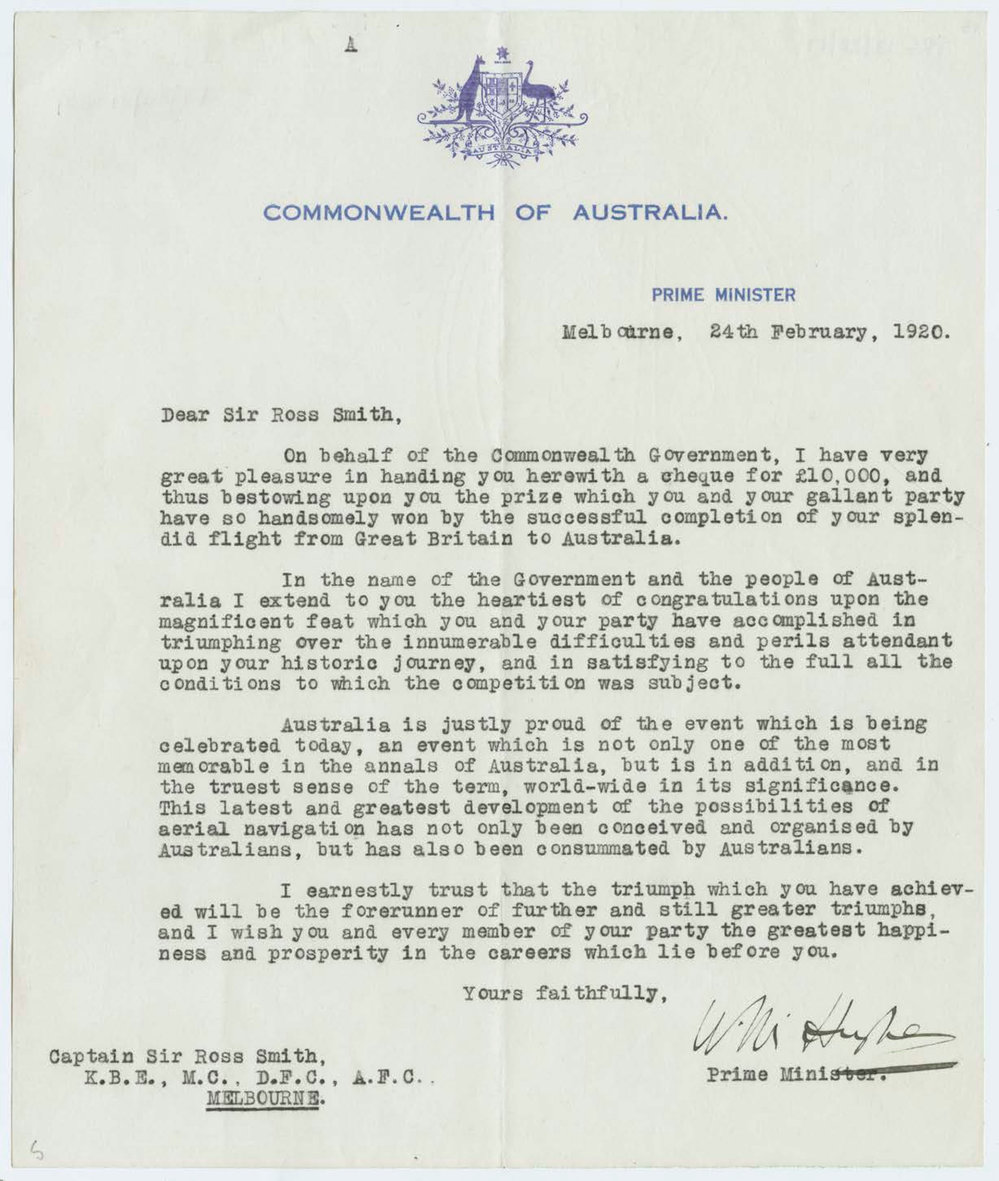 A
AUSTRALIA
COMMONWEALTH OF AUSTRALIA.
PRIME MINISTER
Melbourne, 24th February, 1920.
Dear Sir Ross Smith,
On behalf of the Commonwealth Government, I have very
great pleasure in handing you herewith a cheque for £10,000, and
thus bestowing upon you the prize which you and your gallant party
have so handsomely won by the successful completion of your splen-
did flight from Great Britain to Australia.
In the name of the Government and the people of Aust-
ralia I extend to you the heartiest of congratulations upon the
magnificent feat which you and your party have accomplished in
triumphing over the innumerable difficulties and perils attendant
upon your historic journey, and in satisfying to the full all the
conditions to which the competition was subject.
Australia is justly proud of the event which is being
celebrated today, an event which is not only one of the most
memorable in the annals of Australia, but is in addition, and in
the truest sense of the term, world-wide in its significance.
This latest and greatest development of the possibilities of
aerial navigation has not only been conceived and organised by
Australians, but has also been consummated by Australians.
I earnestly trust that the triumph which you have achiev-
ed will be the forerunner of further and still greater triumphs,
and I wish you and every member of your party the greatest happi-
ness and prosperity in the careers which lie before you.
Yours faithfully,
Hughes
Prime Minister.
Captain Sir Ross Smith,
K.B.E., M.C., D.F.C., A.F.C.,
MELBOURNE.
5